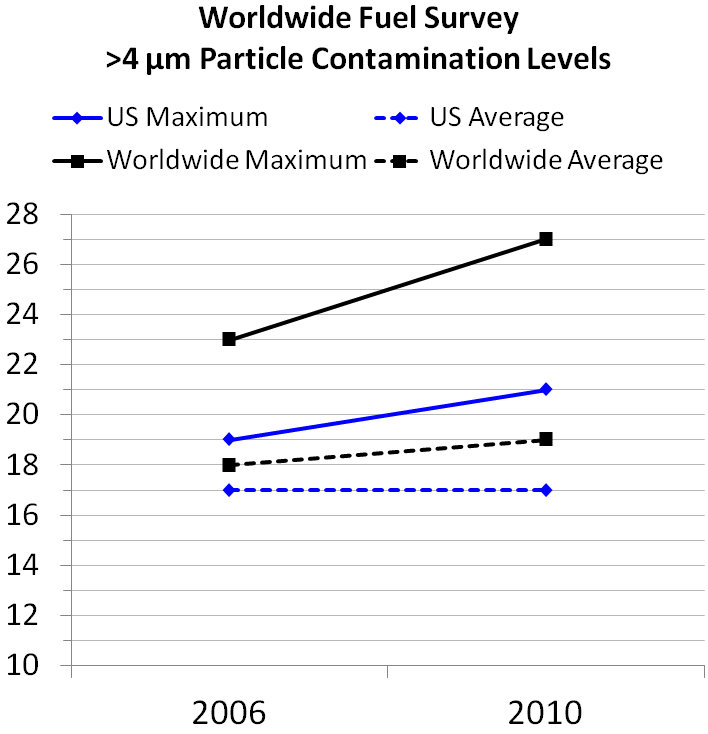 Worldwide Fuel Survey
>4 µm Particle Contamination Levels
US Maximum
US Average
Worldwide Maximum
Worldwide Average
28
26
24
22
20
18
16
14
12
10
2006
2010